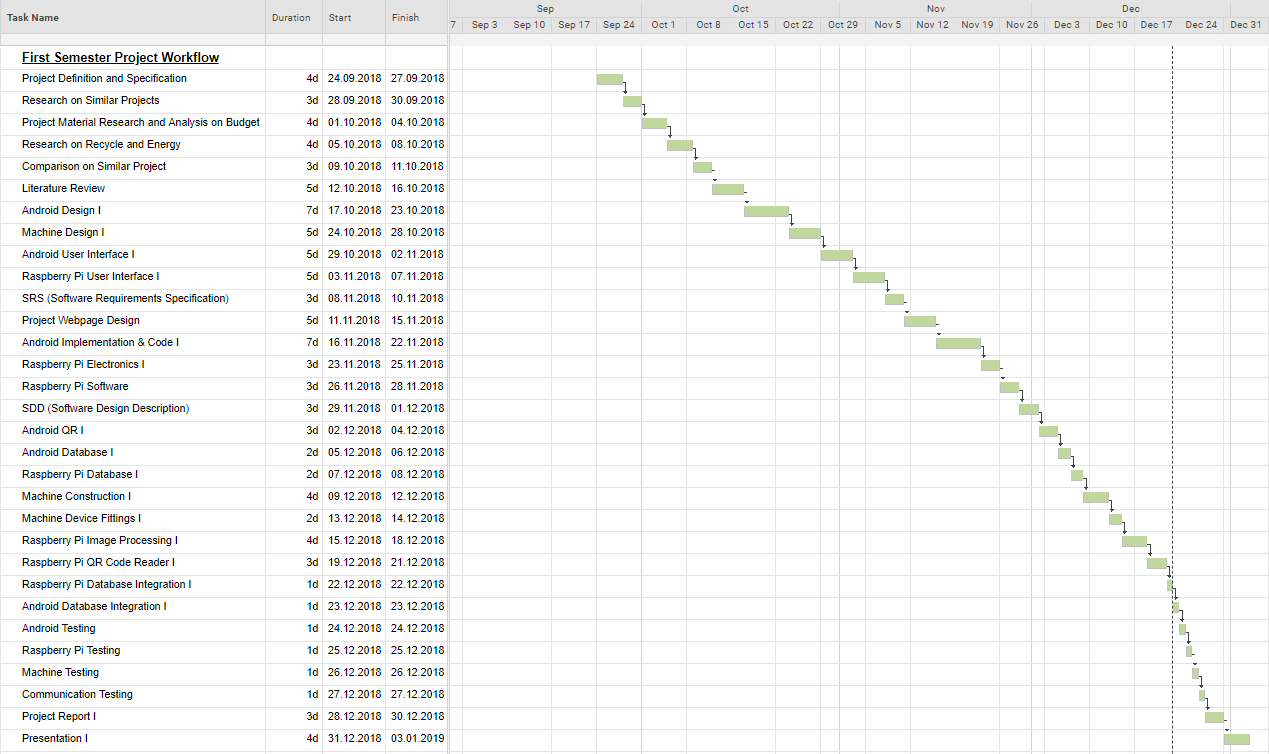 Task Name Duration Start Finish Sep Oct Nov Dec
7 Sep 3 Sep 10 Sep 17 Sep 24 Oct 1 Oct 8 Oct 15 Oct 22 Oct 29 Nov 5 Nov 12 Nov 19 Nov 26 Dec 3 Dec 10 Dec 17 Dec 24 Dec 31
First Semester Project Workflow
Project Definition and Specification 4d 24.09.2018 27.09.2018
Research on Similar Projects 3d 28.09.2018 30.09.2018
Project Material Research and Analysis on Budget 4d 01.10.2018 04.10.2018
Research on Recycle and Energy 4d 05.10.2018 08.10.2018
Comparison on Similar Project 3d 09.10.2018 11.10.2018
Literature Review 5d 12.10.2018 16.10.2018
Android Design I 7d 17.10.2018 23.10.2018
Machine Design I 5d 24.10.2018 28.10.2018
Android User Interface I 5d 29.10.2018 02.11.2018
Raspberry Pi User Interface I 5d 03.11.2018 07.11.2018
SRS (Software Requirements Specification) 3d 08.11.2018 10.11.2018
Project Webpage Design 5d 11.11.2018 15.11.2018
Android Implementation & Code I 7d 16.11.2018 22.11.2018
Raspberry Pi Electronics I 3d 23.11.2018 25.11.2018
Raspberry Pi Software 3d 26.11.2018 28.11.2018
SDD (Software Design Description) 3d 29.11.2018 01.12.2018
Android QR I 3d 02.12.2018 04.12.2018
Android Database I 2d 05.12.2018 06.12.2018
Raspberry Pi Database I 2d 07.12.2018 08.12.2018
Machine Construction I 4d 09.12.2018 12.12.2018
Machine Device Fittings I 2d 13.12.2018 14.12.2018
Raspberry Pi Image Processing I 4d 15.12.2018 18.12.2018
Raspberry Pi QR Code Reader I 3d 19.12.2018 21.12.2018
Raspberry Pi Database Integration I 1d 22.12.2018 22.12.2018
Android Database Integration I 1d 23.12.2018 23.12.2018
Android Testing 1d 24.12.2018 24.12.2018
Raspberry Pi Testing 1d 25.12.2018 25.12.2018
Machine Testing 1d 26.12.2018 26.12.2018
Communication Testing 1d 27.12.2018 27.12.2018
Project Report I 3d 28.12.2018 30.12.2018
Presentation I 4d 31.12.2018 03.01.2019